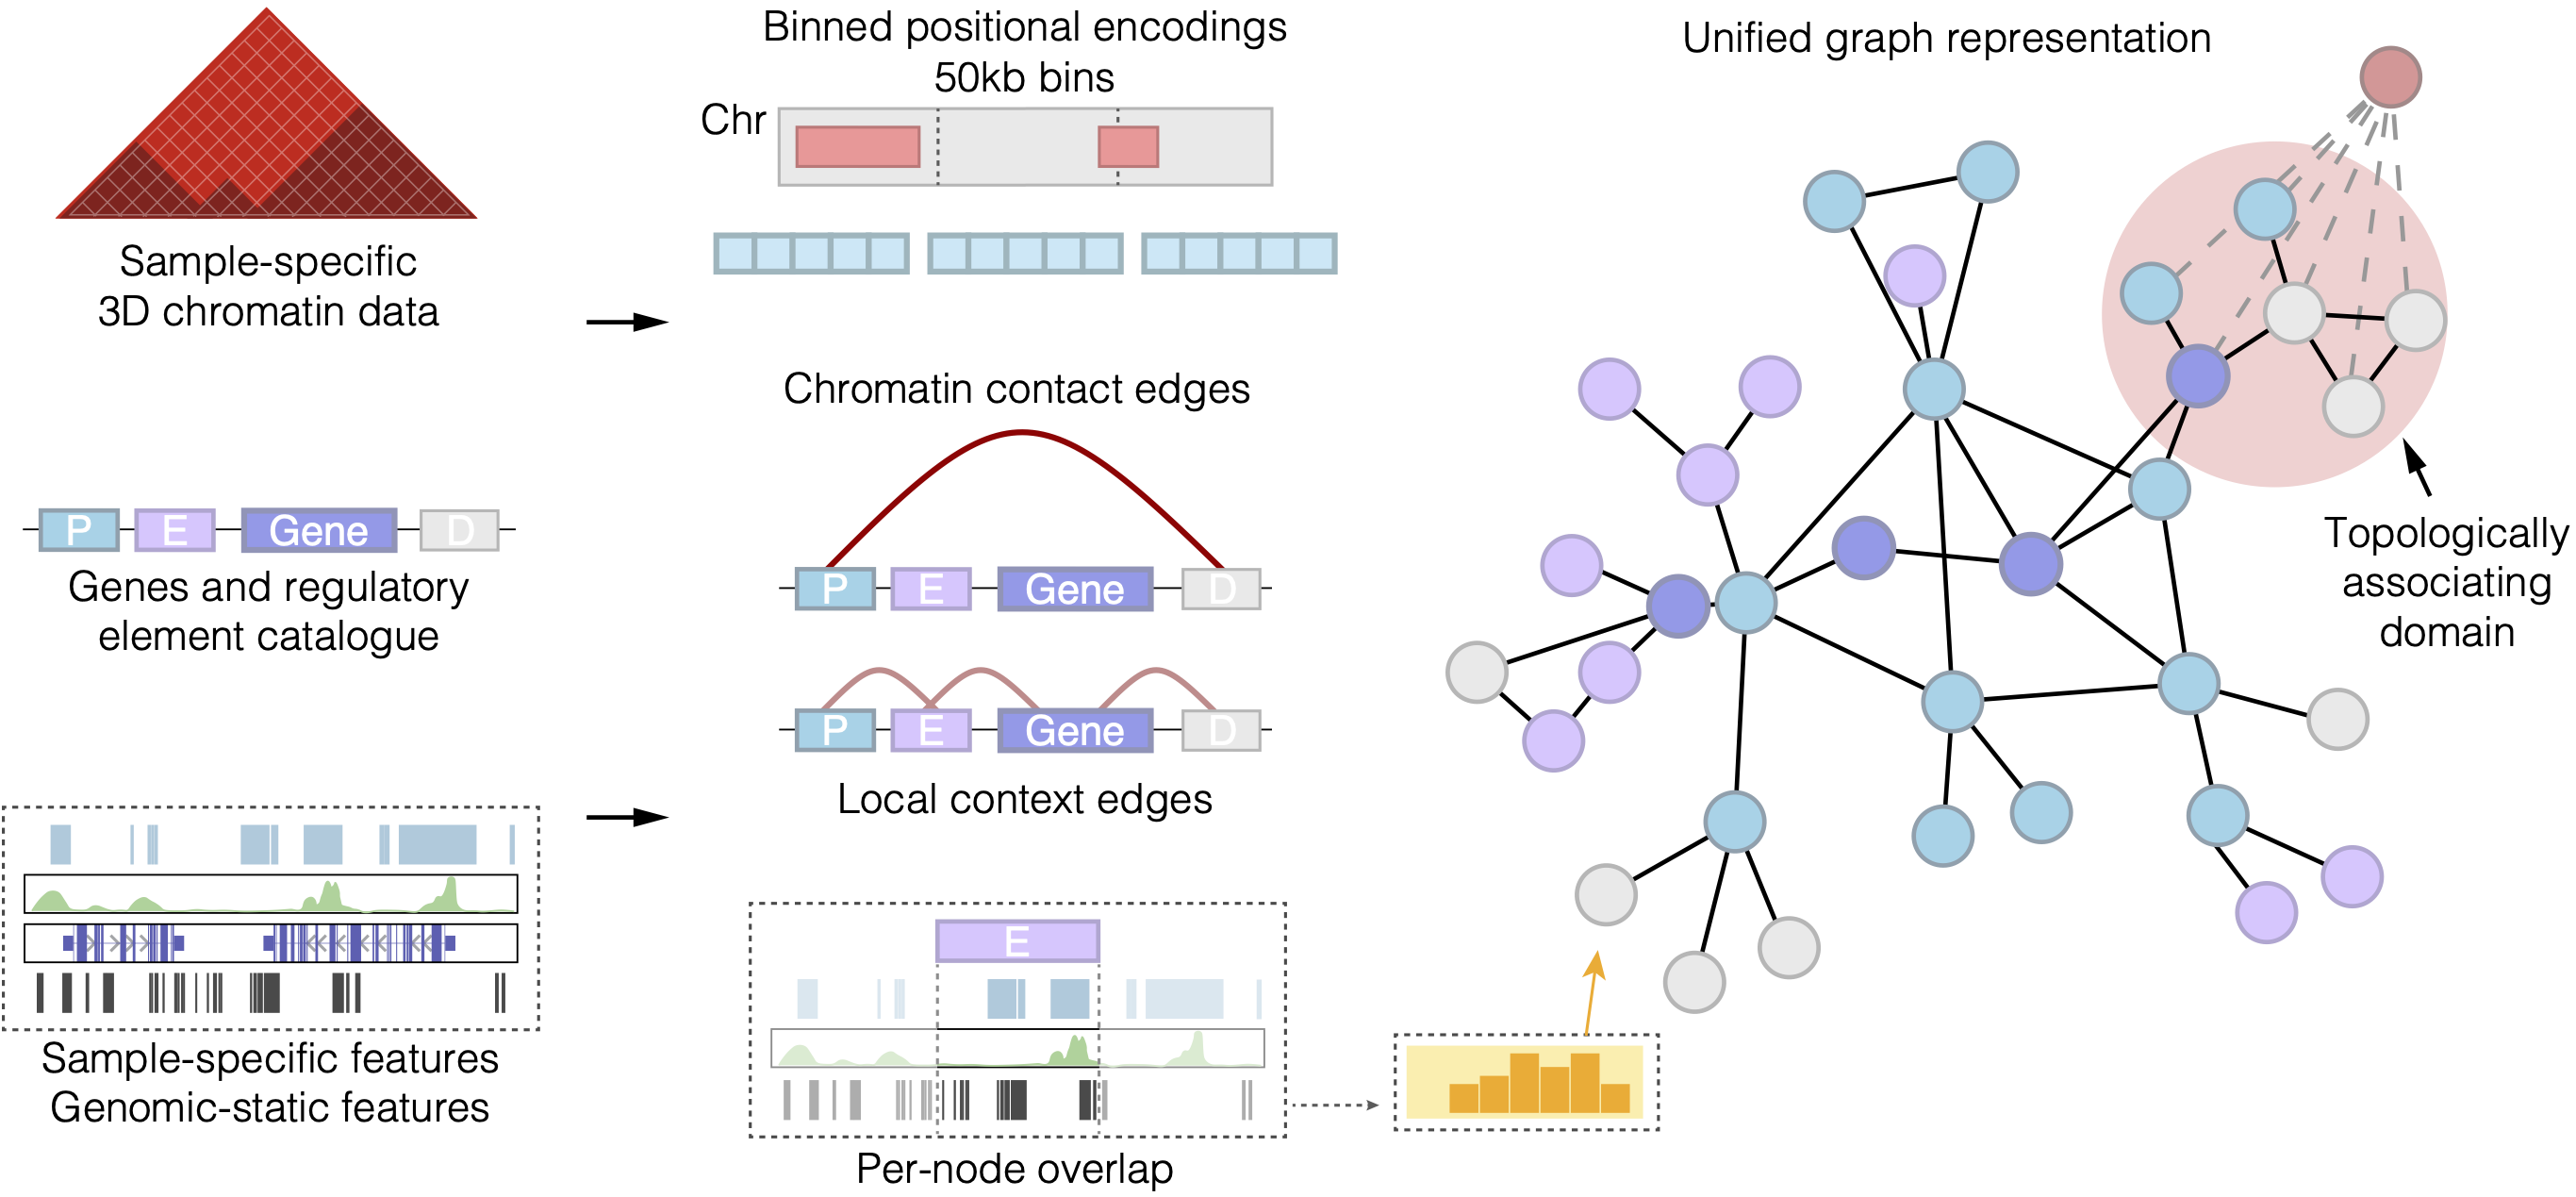 Sample-specific
3D chromatin data
P E Gene D
Genes and regulatory
element catalogue
Sample-specific features
Genomic-static features
Binned positional encodings
50kb bins
Chr
Chromatin contact edges
P E Gene D
P E Gene D
Local context edges
E
Per-node overlap
Unified graph representation
Topologically
associating
domain